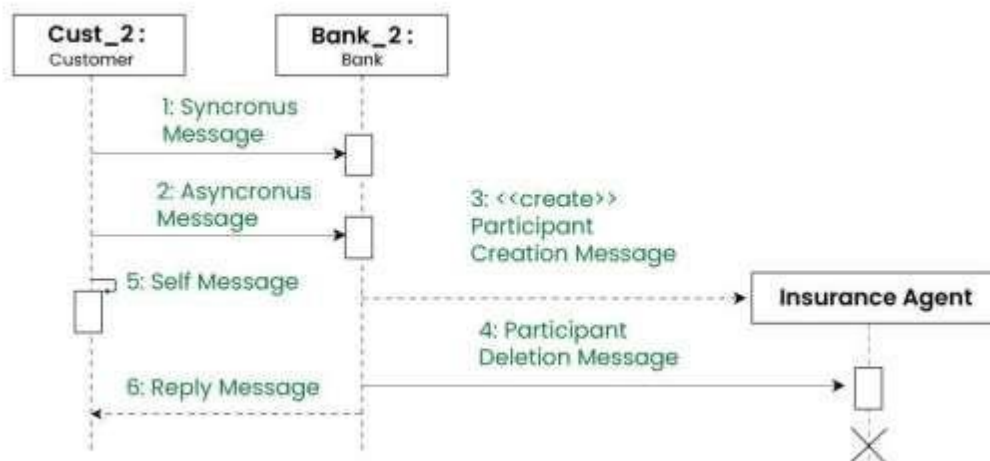 Cust_2:
Customer
Bank_2:
Bank
1: Syncronus
Message
2: Asyncronus
Message
3: <<create>>
Participant
Creation Message
5: Self Message
Insurance Agent
4: Participant
Deletion Message
6: Reply Message